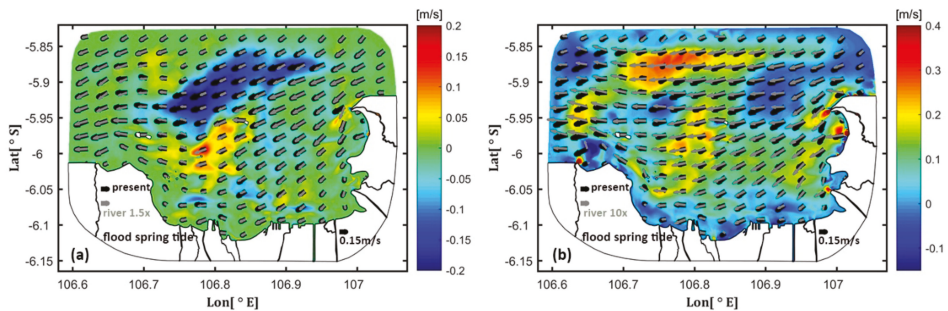 [m/s]
[m/s]
-5.85
-5.9
-5.95
-6
-6.05
-6.1
-6.15
Lat[ ° S]
present
river 1.5x
flood spring tide
(a)
0.15m/s
106.6
106.7
106.8
106.9
107
Lon[ ° E]
0.2
0.15
0.1
0.05
0
-0.05
-0.1
-0.15
-0.2
-5.85
-5.9
-5.95
-6
-6.05
-6.1
-6.15
Lat[ ° S]
present
river 10x
flood spring tide
(b)
0.15m/s
106.6
106.7
106.8
106.9
107
Lon[ ° E]
0.4
0.3
0.2
0.1
0
-0.1